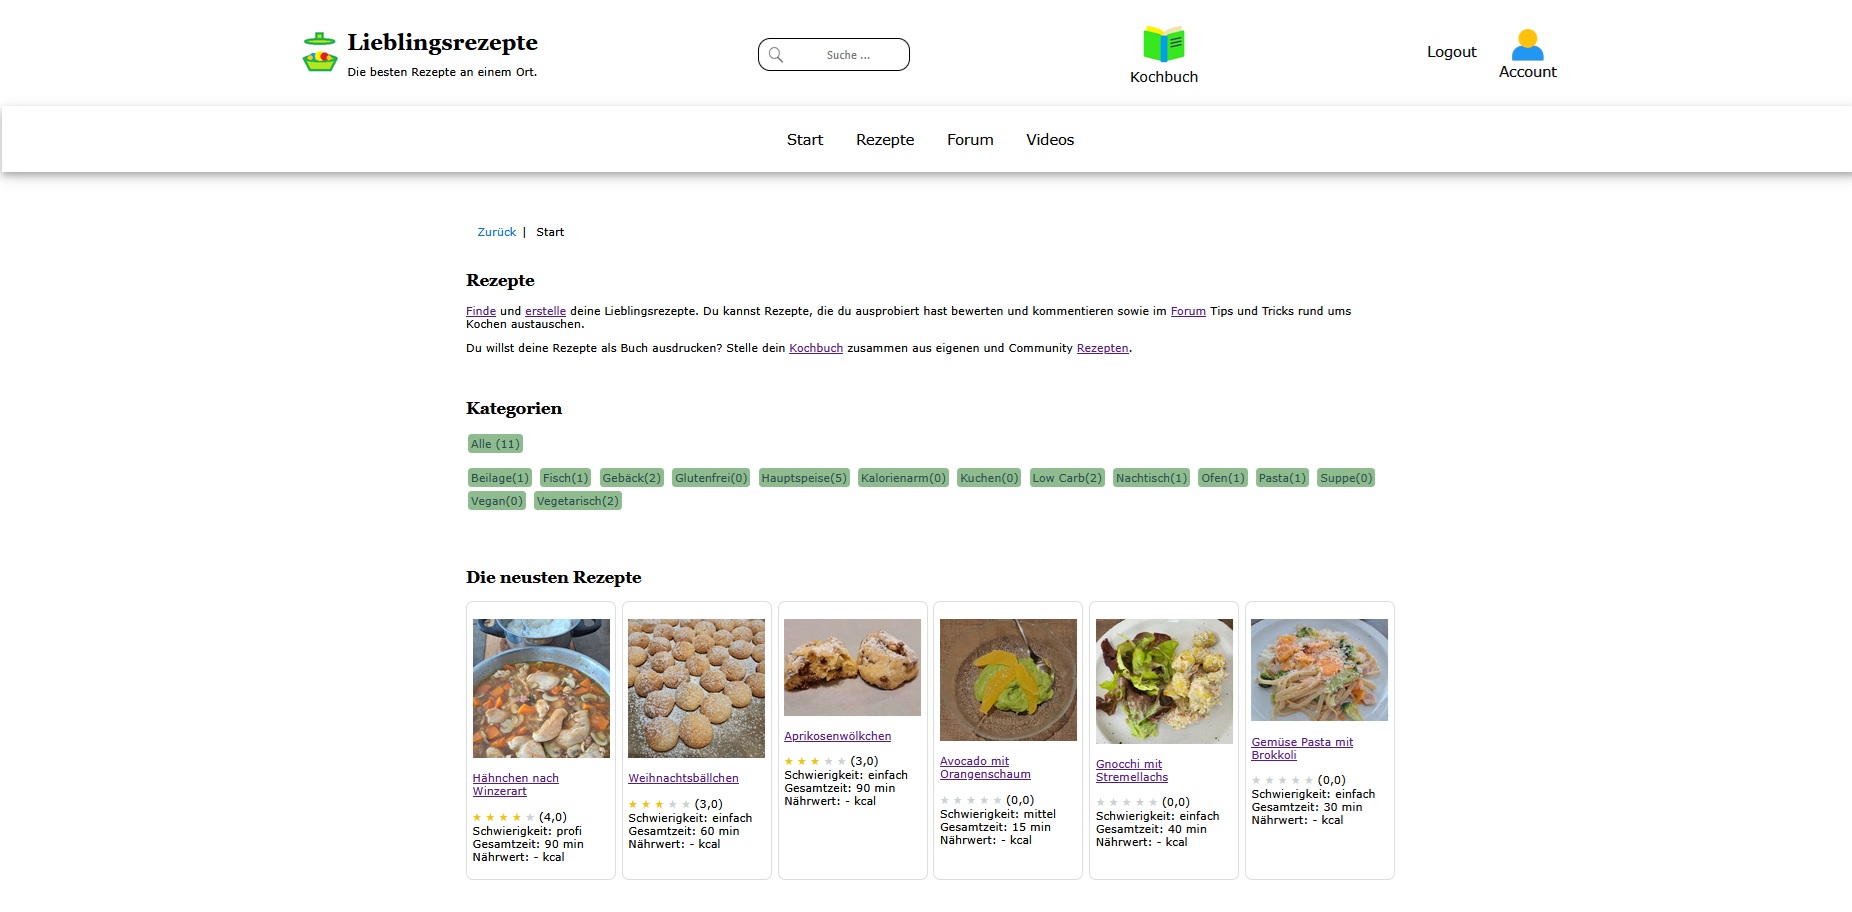 Lieblingsrezepte
Die besten Rezepte an einem Ort.
Suche ...
Kochbuch
Logout
Account
Start
Rezepte
Forum
Videos
Zurück | Start
Rezepte
Finde und erstelle deine Lieblingsrezepte. Du kannst Rezepte, die du ausprobiert hast bewerten und kommentieren sowie im Forum Tips und Tricks rund ums
Kochen austauschen.
Du willst deine Rezepte als Buch ausdrucken? Stelle dein Kochbuch zusammen aus eigenen und Community Rezepten.
Kategorien
Alle (11)
Beilage(1) Fisch(1) Gebäck(2) Glutenfrei(0) Hauptspeise(5) Kalorienarm(0) Kuchen(0) Low Carb(2) Nachtisch(1) Ofen(1) Pasta(1) Suppe(0)
Vegan(0) Vegetarisch(2)
Die neusten Rezepte
Hähnchen nach
Winzerart
★ ★ ★ ★ ★ (4,0)
Schwierigkeit: profi
Gesamtzeit: 90 min
Nährwert: - kcal
Weihnachtsbällchen
★ ★ ★ ★ ★ (3,0)
Schwierigkeit: einfach
Gesamtzeit: 60 min
Nährwert: - kcal
Aprikosenwölkchen
★ ★ ★ ★ ★ (3,0)
Schwierigkeit: einfach
Gesamtzeit: 90 min
Nährwert: - kcal
Avocado mit
Orangenschaum
★ ★ ★ ★ ★ (0,0)
Schwierigkeit: mittel
Gesamtzeit: 15 min
Nährwert: - kcal
Gnocchi mit
Stremellachs
★ ★ ★ ★ ★ (0,0)
Schwierigkeit: einfach
Gesamtzeit: 40 min
Nährwert: - kcal
Gemüse Pasta mit
Brokkoli
★ ★ ★ ★ ★ (0,0)
Schwierigkeit: einfach
Gesamtzeit: 30 min
Nährwert: - kcal